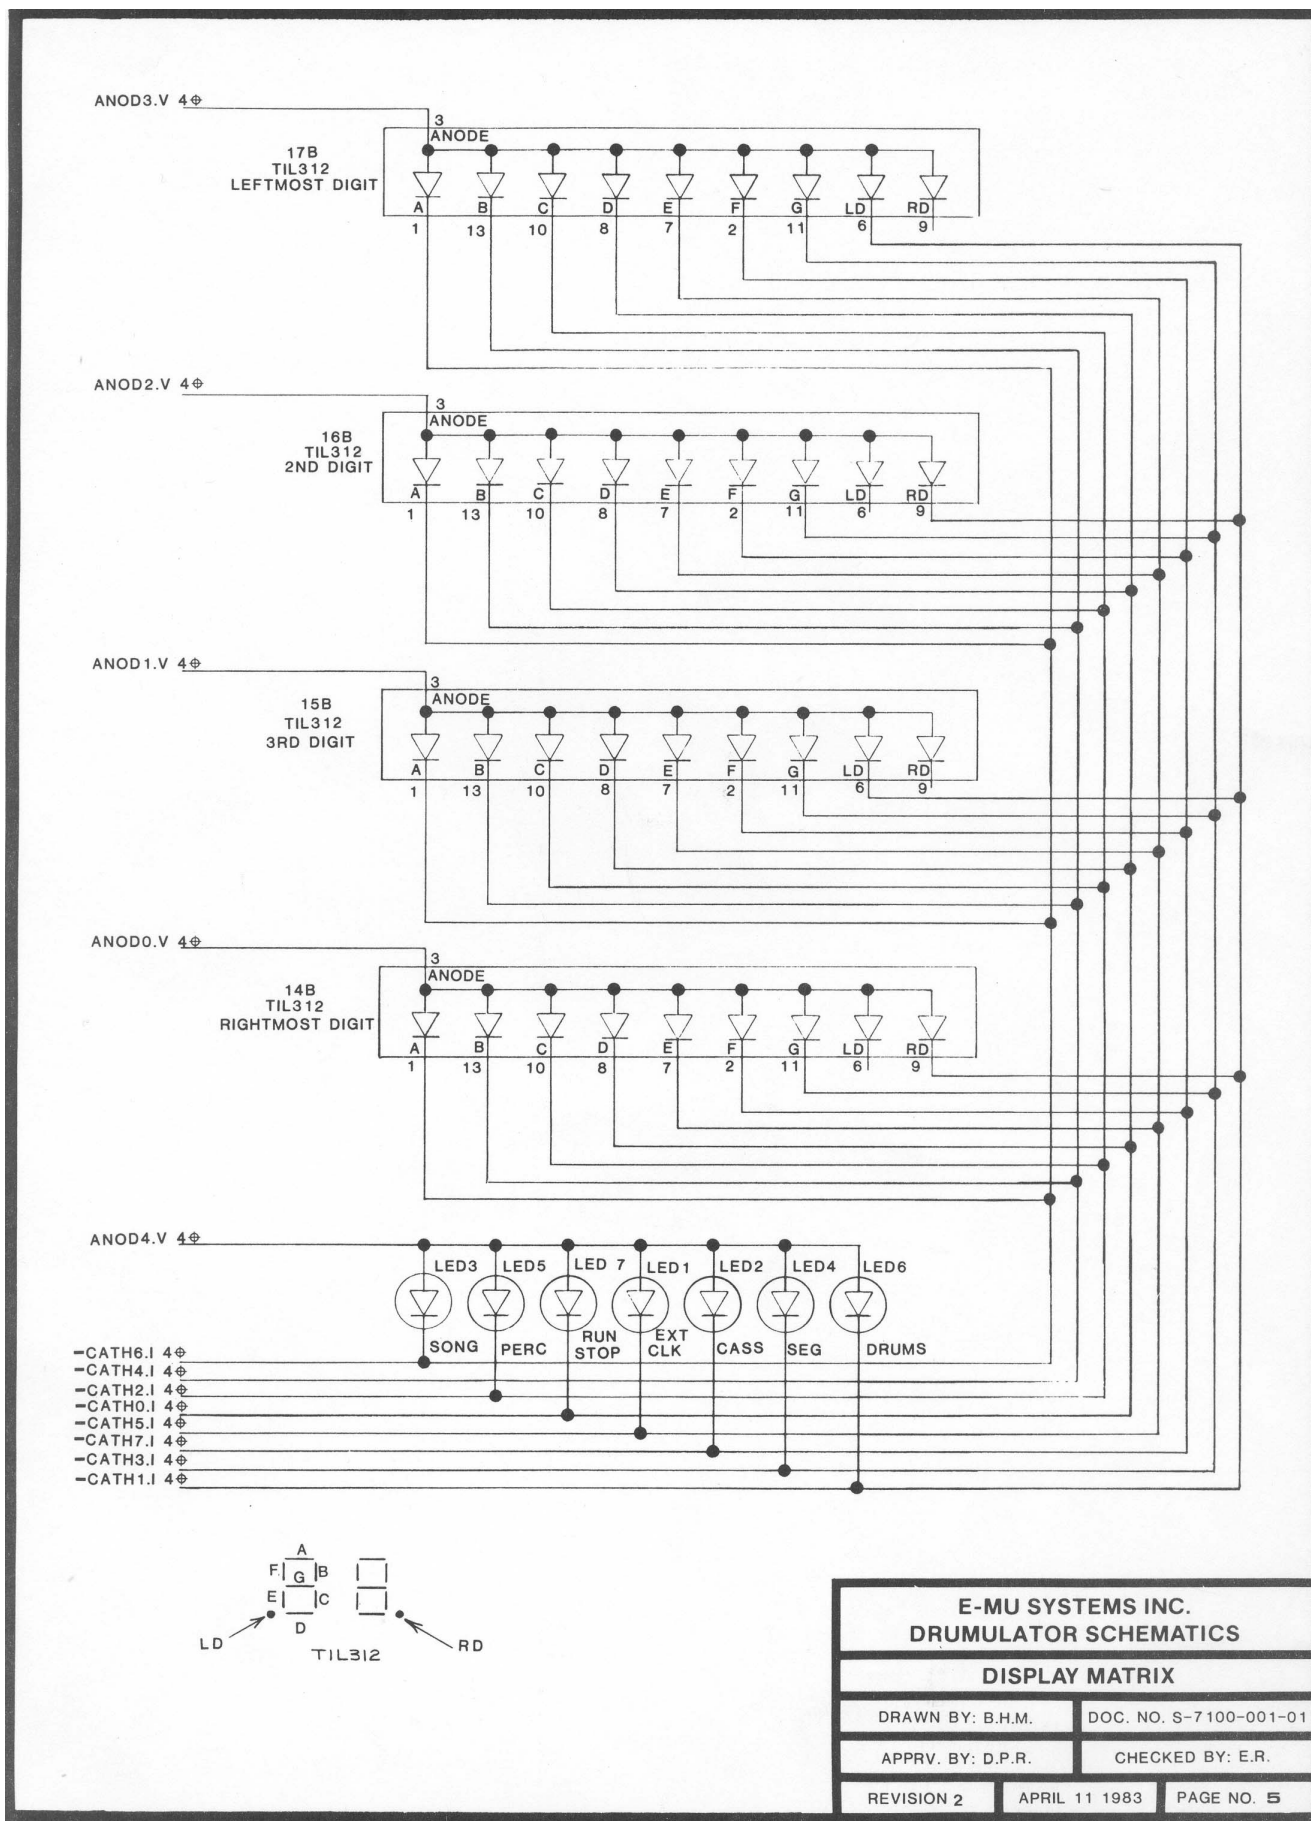 ANOD3.V 4⌖
3
ANODE
17B
TIL312
LEFTMOST DIGIT
A B C D E F G LD RD
1 13 10 8 7 2 11 6 9
ANOD2.V 4⌖
3
ANODE
16B
TIL312
2ND DIGIT
A B C D E F G LD RD
1 13 10 8 7 2 11 6 9
ANOD1.V 4⌖
3
ANODE
15B
TIL312
3RD DIGIT
A B C D E F G LD RD
1 13 10 8 7 2 11 6 9
ANOD0.V 4⌖
3
ANODE
14B
TIL312
RIGHTMOST DIGIT
A B C D E F G LD RD
1 13 10 8 7 2 11 6 9
ANOD4.V 4⌖
LED3 LED5 LED 7 LED1 LED2 LED4 LED6
SONG PERC RUN STOP EXT CLK CASS SEG DRUMS
-CATH6.I 4⌖
-CATH4.I 4⌖
-CATH2.I 4⌖
-CATH0.I 4⌖
-CATH5.I 4⌖
-CATH7.I 4⌖
-CATH3.I 4⌖
-CATH1.I 4⌖
A
F G B
E C
D
LD RD
TIL312
E-MU SYSTEMS INC.
DRUMULATOR SCHEMATICS
DISPLAY MATRIX
DRAWN BY: B.H.M. DOC. NO. S-7100-001-01
APPRV. BY: D.P.R. CHECKED BY: E.R.
REVISION 2 APRIL 11 1983 PAGE NO. 5